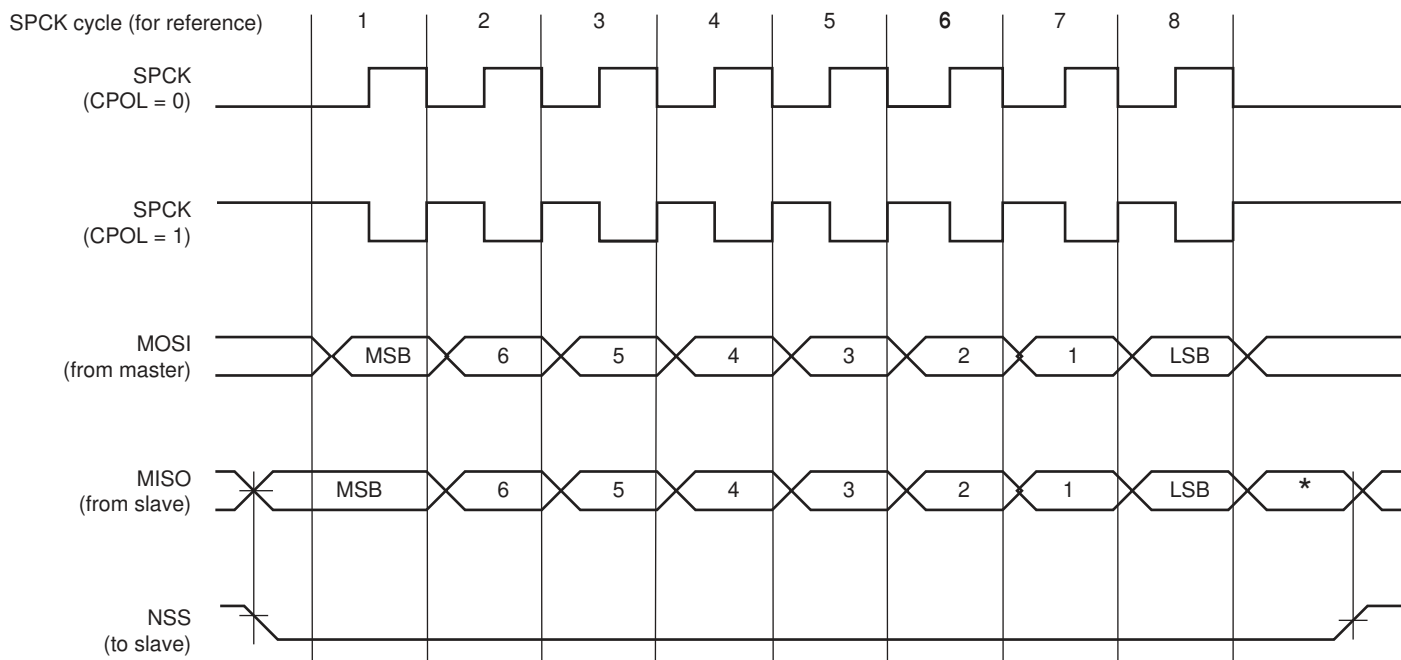 SPCK cycle (for reference) 1 2 3 4 5 6 7 8
SPCK
(CPOL = 0)
SPCK
(CPOL = 1)
MOSI
(from master)
MSB 6 5 4 3 2 1 LSB
MISO
(from slave)
MSB 6 5 4 3 2 1 LSB *
NSS
(to slave)